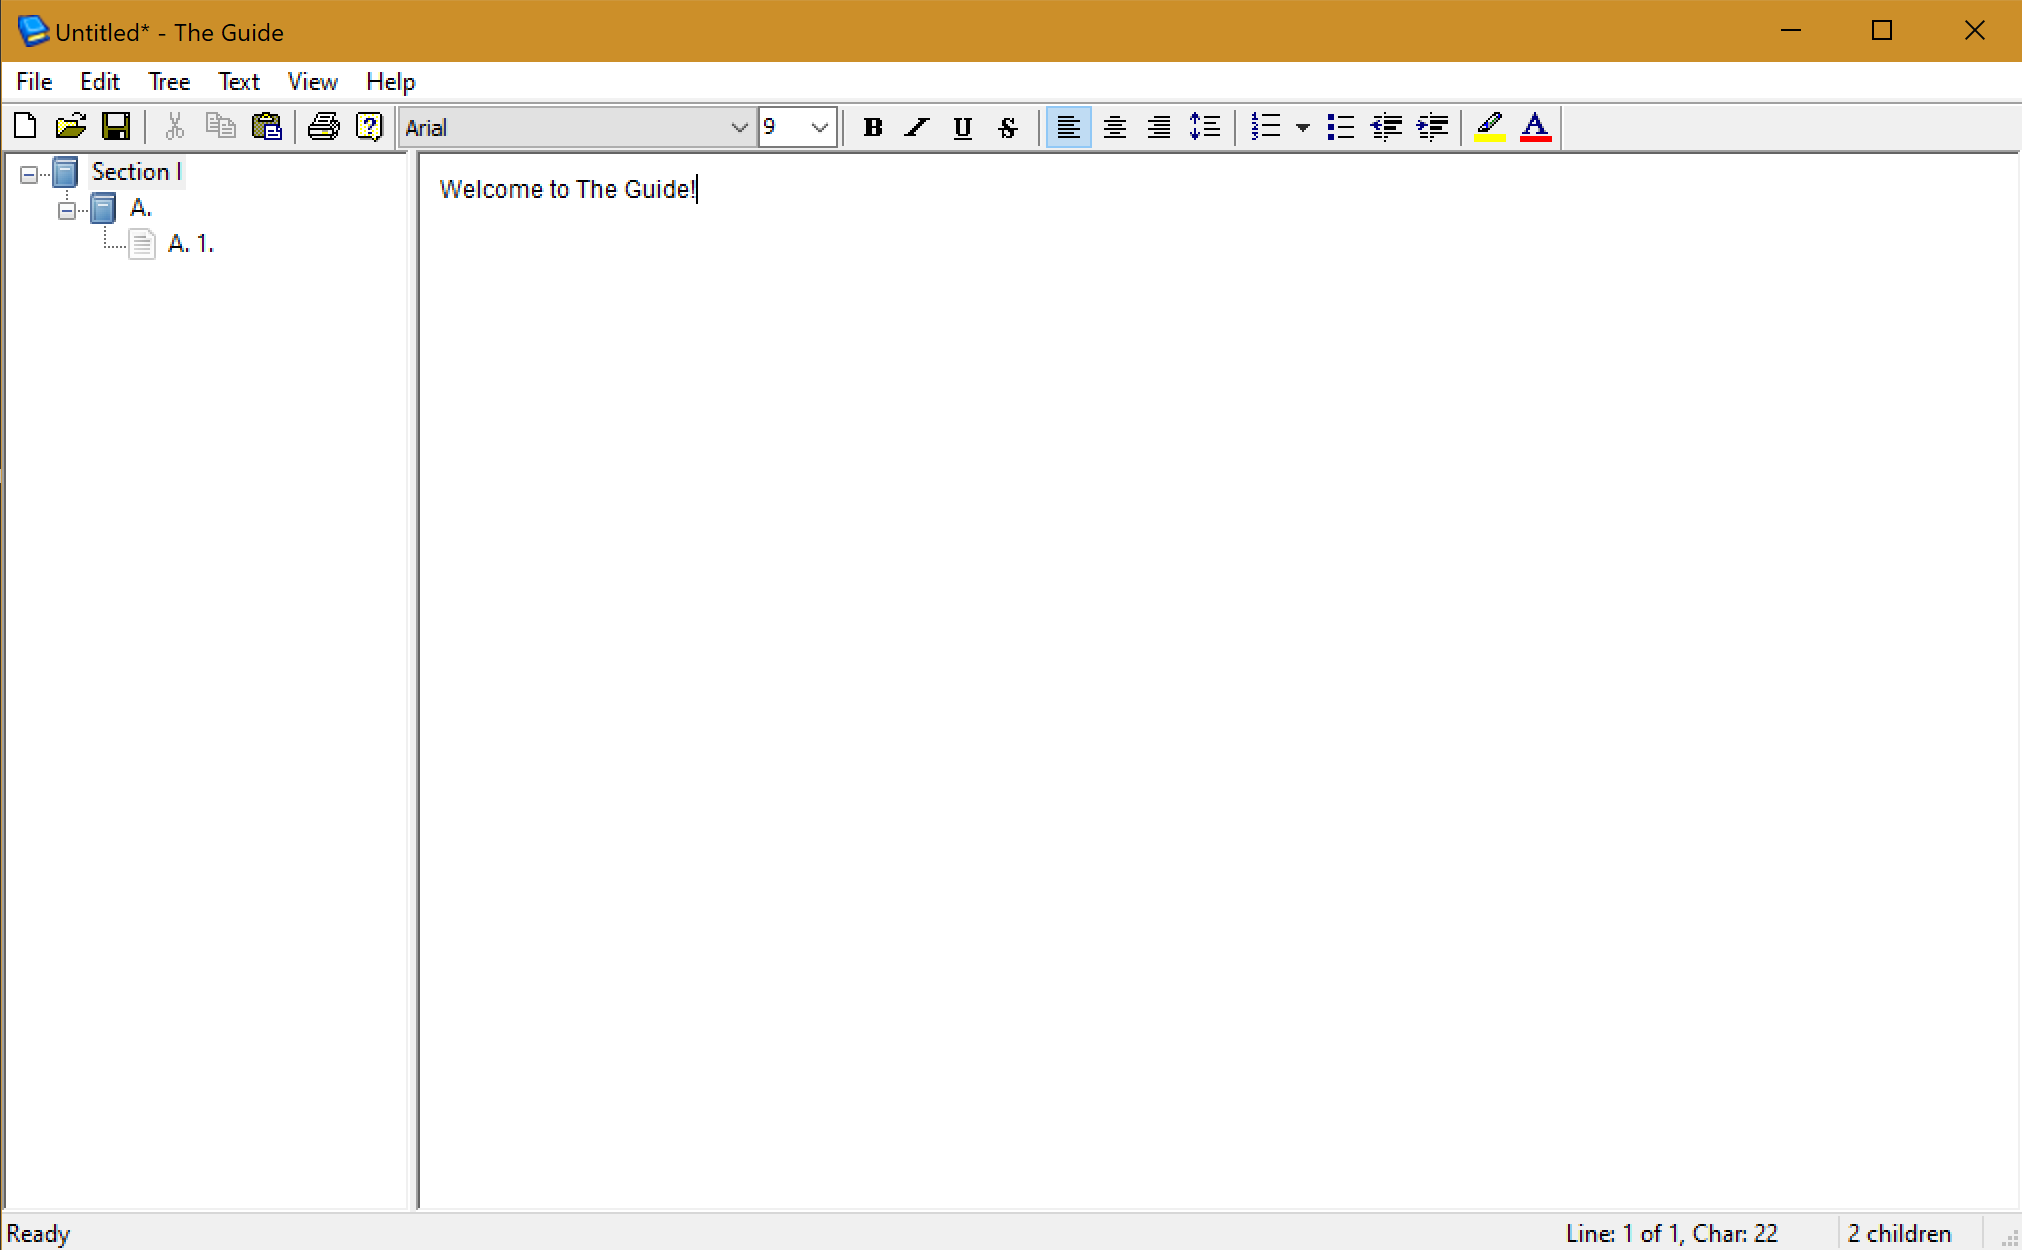 Untitled* - The Guide
File Edit Tree Text View Help
Arial 9 B U S A
Section I
A.
A. 1.
Welcome to The Guide!
Ready Line: 1 of 1, Char: 22 2 children